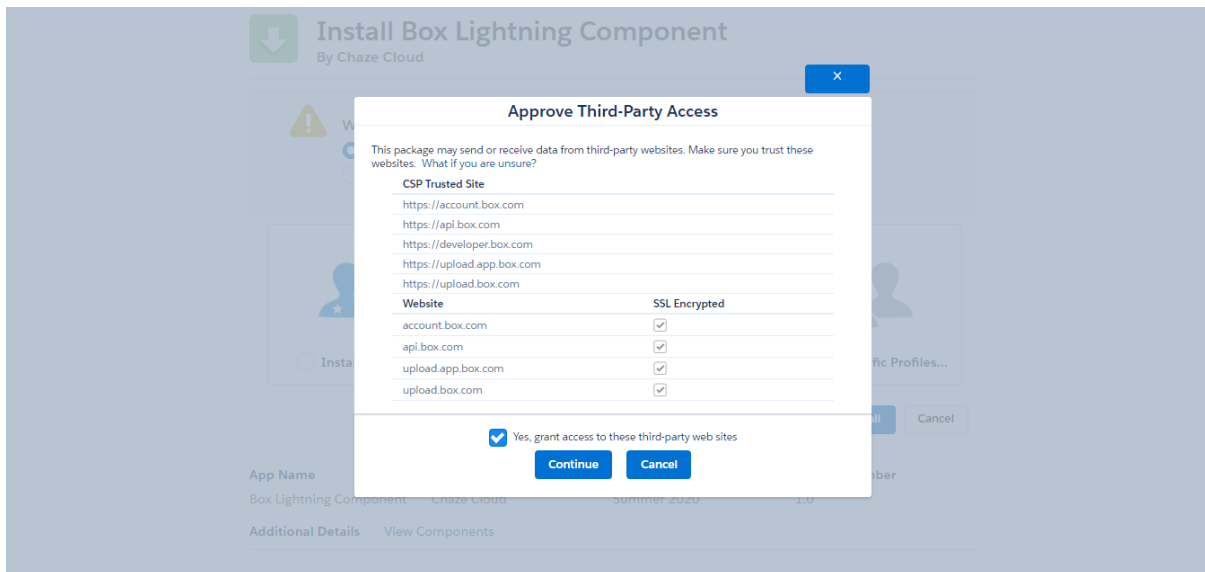 Install Box Lightning Component
By Chaze Cloud
×
W
Approve Third-Party Access
This package may send or receive data from third-party websites. Make sure you trust these
websites. What if you are unsure?
CSP Trusted Site
https://account.box.com
https://api.box.com
https://developer.box.com
https://upload.app.box.com
https://upload.box.com
Website SSL Encrypted
account.box.com
api.box.com
upload.app.box.com
upload.box.com
Insta
fic Profiles...
Yes, grant access to these third-party web sites
Continue Cancel
ll Cancel
App Name
ber
Box Lightning Component Chaze Cloud Summer 2020 1.0
Additional Details View Components